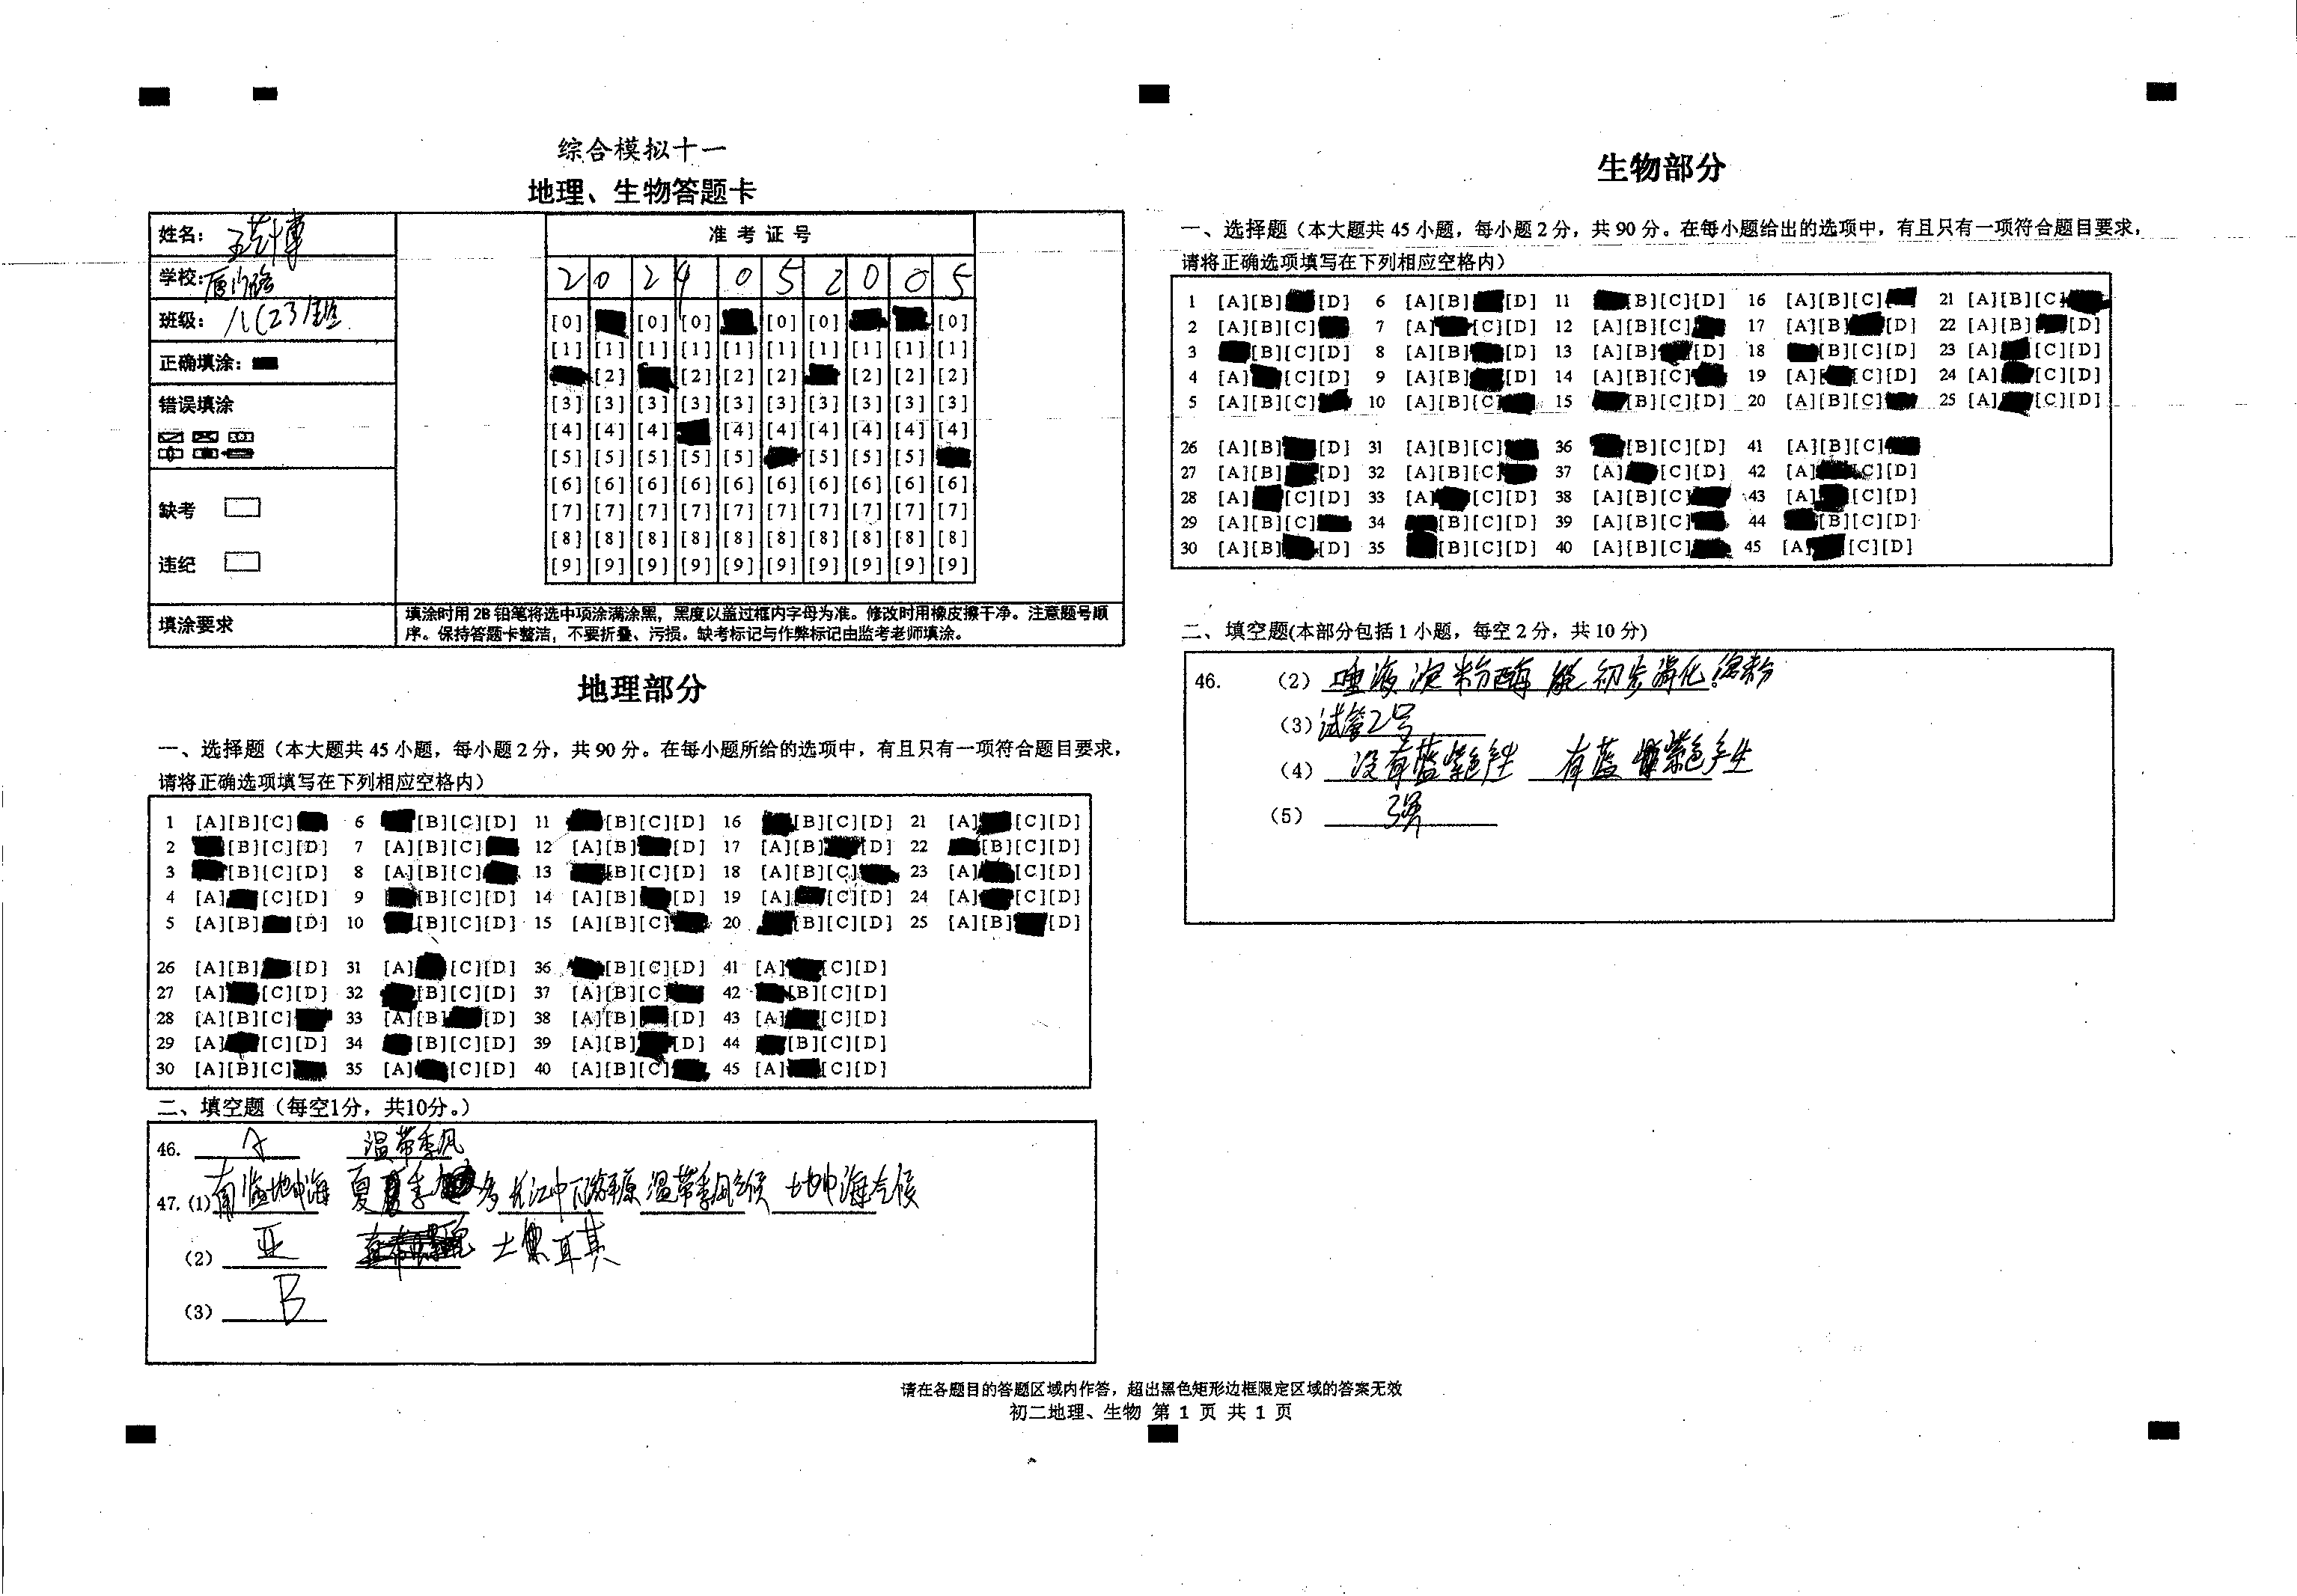 综合模拟十一
地理、生物答题卡
姓名：
学校：
班级：八(23)班
正确填涂：
错误填涂
缺考
违纪
准考证号
2 0 2 4 0 5 2 0 0 5
[0] [0] [0] [0] [0] [0]
[1] [1] [1] [1] [1] [1] [1] [1] [1] [1]
[2] [2] [2] [2] [2] [2] [2]
[3] [3] [3] [3] [3] [3] [3] [3] [3] [3]
[4] [4] [4] [4] [4] [4] [4] [4] [4]
[5] [5] [5] [5] [5] [5] [5] [5]
[6] [6] [6] [6] [6] [6] [6] [6] [6] [6]
[7] [7] [7] [7] [7] [7] [7] [7] [7] [7]
[8] [8] [8] [8] [8] [8] [8] [8] [8] [8]
[9] [9] [9] [9] [9] [9] [9] [9] [9] [9]
填涂要求
填涂时用 2B 铅笔将选中项涂满涂黑，黑度以盖过框内字母为准。修改时用橡皮擦干净。注意题号顺
序。保持答题卡整洁，不要折叠、污损。缺考标记与作弊标记由监考老师填涂。
地理部分
一、选择题（本大题共 45 小题，每小题 2 分，共 90 分。在每小题所给的选项中，有且只有一项符合题目要求，
请将正确选项填写在下列相应空格内）
1 [A][B][C] 6 [B][C][D] 11 [B][C][D] 16 [B][C][D] 21 [A] [C][D]
2 [B][C][D] 7 [A][B][C] 12 [A][B] [D] 17 [A][B] [D] 22 [B][C][D]
3 [B][C][D] 8 [A][B][C] 13 [B][C][D] 18 [A][B][C] 23 [A] [C][D]
4 [A] [C][D] 9 [B][C][D] 14 [A][B] [D] 19 [A] [C][D] 24 [A] [C][D]
5 [A][B] [D] 10 [B][C][D] 15 [A][B][C] 20 [B][C][D] 25 [A][B] [D]
26 [A][B] [D] 31 [A] [C][D] 36 [B][C][D] 41 [A] [C][D]
27 [A] [C][D] 32 [B][C][D] 37 [A][B][C] 42 [B][C][D]
28 [A][B][C] 33 [A][B] [D] 38 [A][B] [D] 43 [A] [C][D]
29 [A] [C][D] 34 [B][C][D] 39 [A][B] [D] 44 [B][C][D]
30 [A][B][C] 35 [A] [C][D] 40 [A][B][C] 45 [A] [C][D]
二、填空题（每空1分，共10分。）
46. A 温带季风
47. (1) 南临地中海 夏季 多 长江中下游平原 温带季风气候 地中海气候
(2) 亚 土耳其
(3) B
生物部分
一、选择题（本大题共 45 小题，每小题 2 分，共 90 分。在每小题给出的选项中，有且只有一项符合题目要求，
请将正确选项填写在下列相应空格内）
1 [A][B] [D] 6 [A][B] [D] 11 [B][C][D] 16 [A][B][C] 21 [A][B][C]
2 [A][B][C] 7 [A] [C][D] 12 [A][B][C] 17 [A][B] [D] 22 [A][B] [D]
3 [B][C][D] 8 [A][B] [D] 13 [A][B] [D] 18 [B][C][D] 23 [A] [C][D]
4 [A] [C][D] 9 [A][B] [D] 14 [A][B][C] 19 [A] [C][D] 24 [A] [C][D]
5 [A][B][C] 10 [A][B][C] 15 [B][C][D] 20 [A][B][C] 25 [A] [C][D]
26 [A][B] [D] 31 [A][B][C] 36 [B][C][D] 41 [A][B][C]
27 [A][B] [D] 32 [A][B][C] 37 [A] [C][D] 42 [A] [C][D]
28 [A] [C][D] 33 [A] [C][D] 38 [A][B][C] 43 [A] [C][D]
29 [A][B][C] 34 [B][C][D] 39 [A][B][C] 44 [B][C][D]
30 [A][B] [D] 35 [B][C][D] 40 [A][B][C] 45 [A] [C][D]
二、填空题(本部分包括 1 小题，每空 2 分，共 10 分)
46. (2) 唾液淀粉酶能初步消化淀粉
(3) 试管2号
(4) 没有蓝紫色产生 有蓝紫色产生
(5) 强
请在各题目的答题区域内作答，超出黑色矩形边框限定区域的答案无效
初二地理、生物 第 1 页 共 1 页